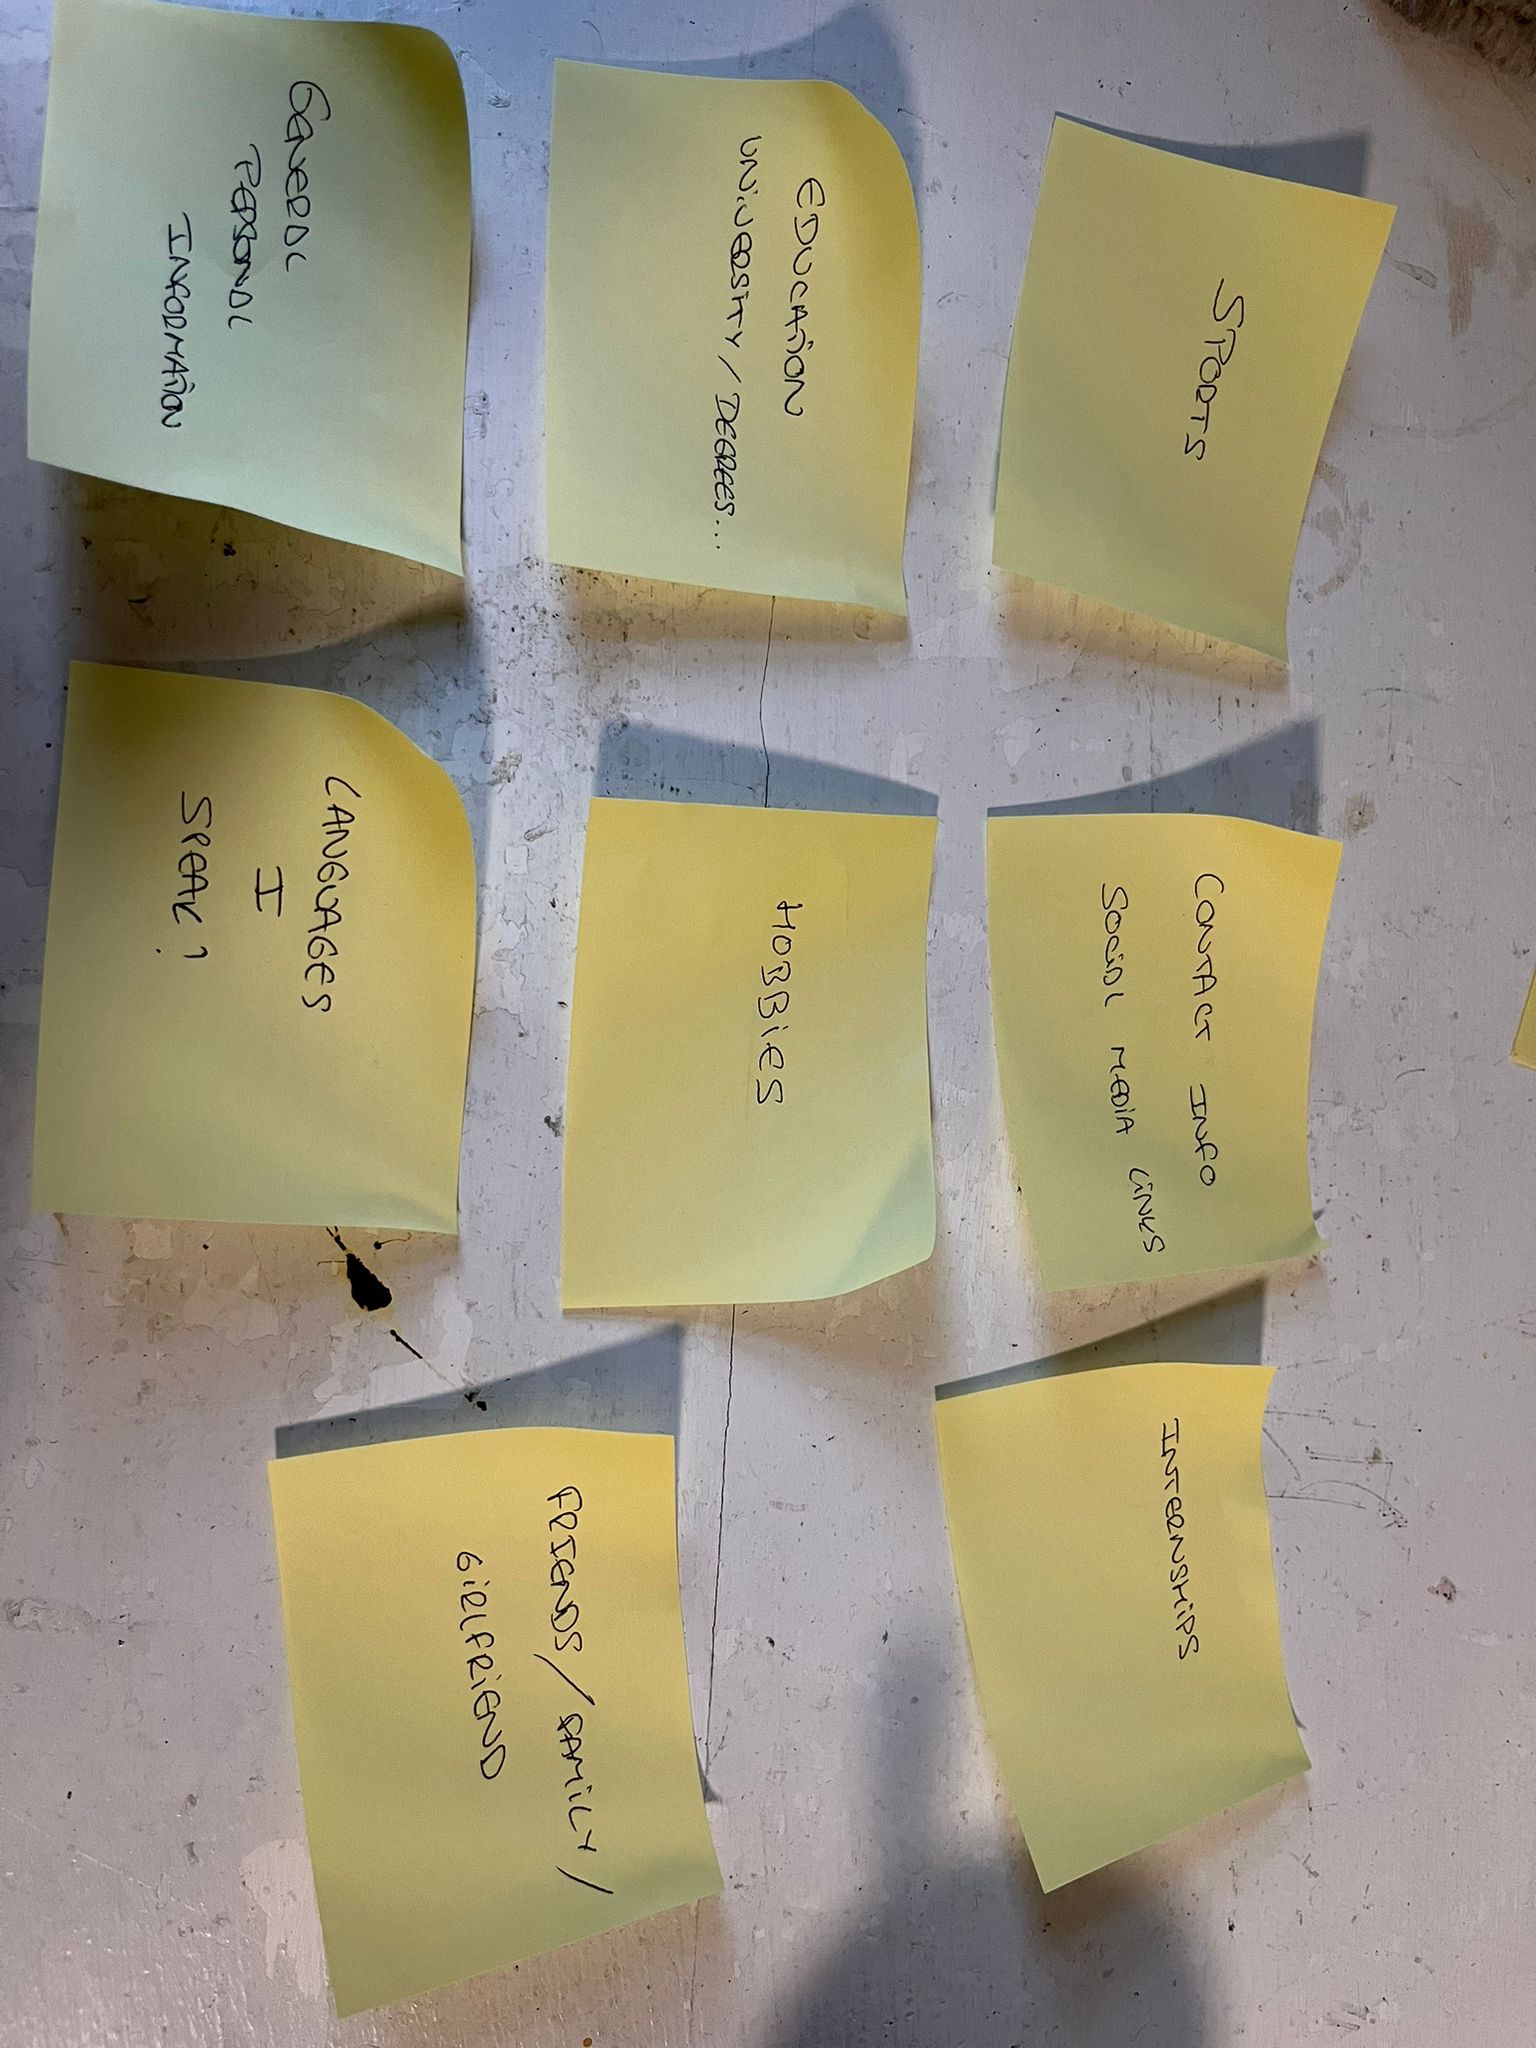 SPORTS
CONTACT INFO
SOCIAL MEDIA LINKS
INTERNSHIPS
EDUCATION
UNIVERSITY/DEGREES...
HOBBIES
FRIENDS/FAMILY/
GIRLFRIEND
GENERAL
PERSONAL
INFORMATION
LANGUAGES
I
SPEAK?